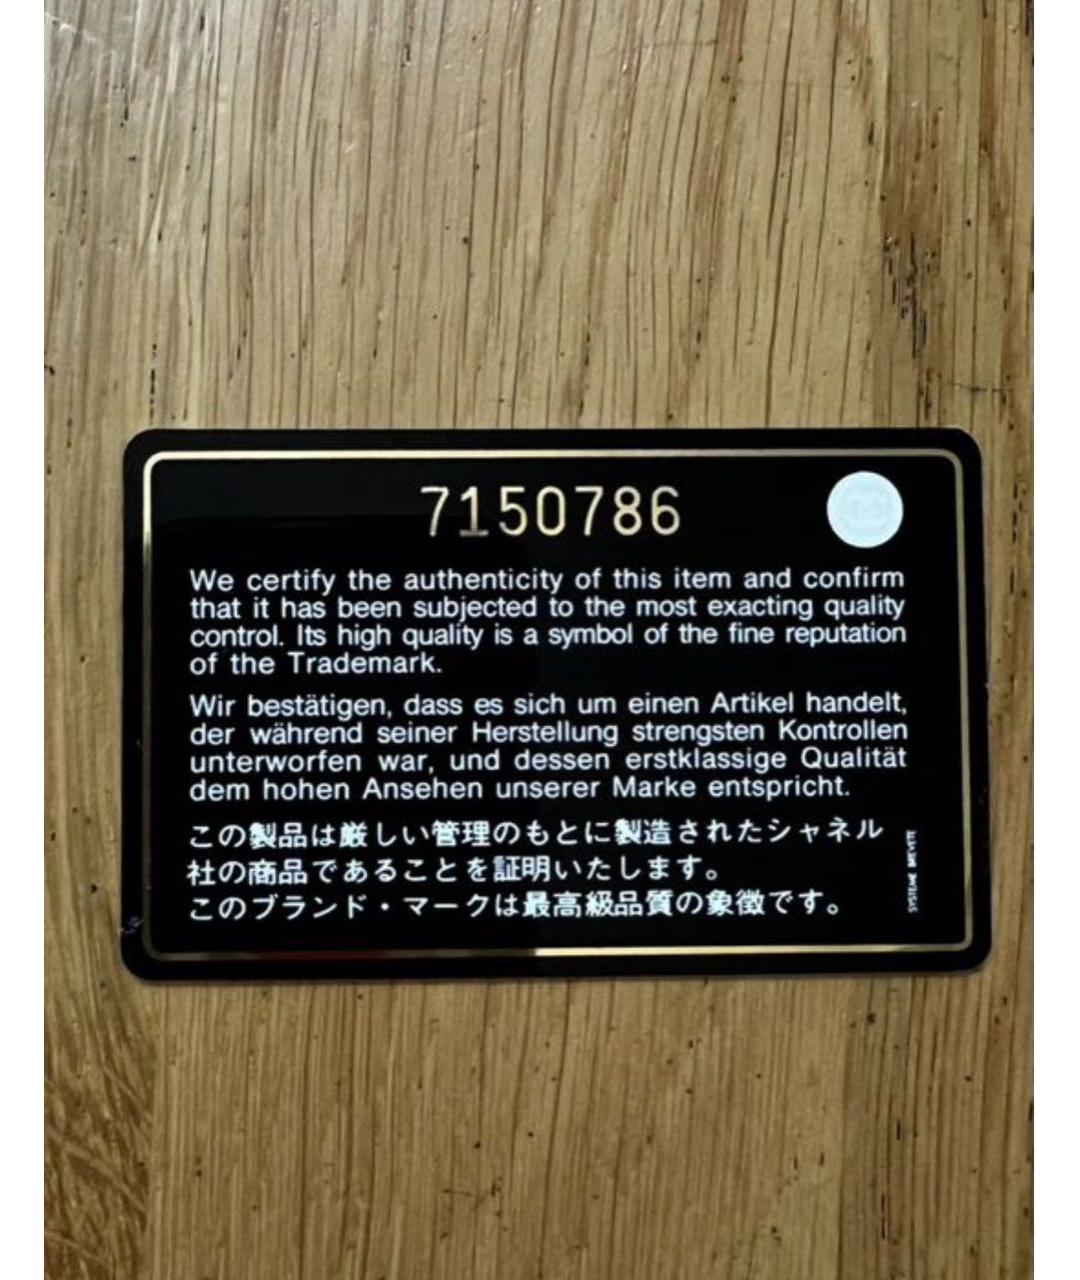 7150786
We certify the authenticity of this item and confirm
that it has been subjected to the most exacting quality
control. Its high quality is a symbol of the fine reputation
of the Trademark.
Wir bestätigen, dass es sich um einen Artikel handelt,
der während seiner Herstellung strengsten Kontrollen
unterworfen war, und dessen erstklassige Qualität
dem hohen Ansehen unserer Marke entspricht.
この製品は厳しい管理のもとに製造されたシャネル
社の商品であることを証明いたします。
このブランド・マークは最高級品質の象徴です。
SYSTEME BREVETE